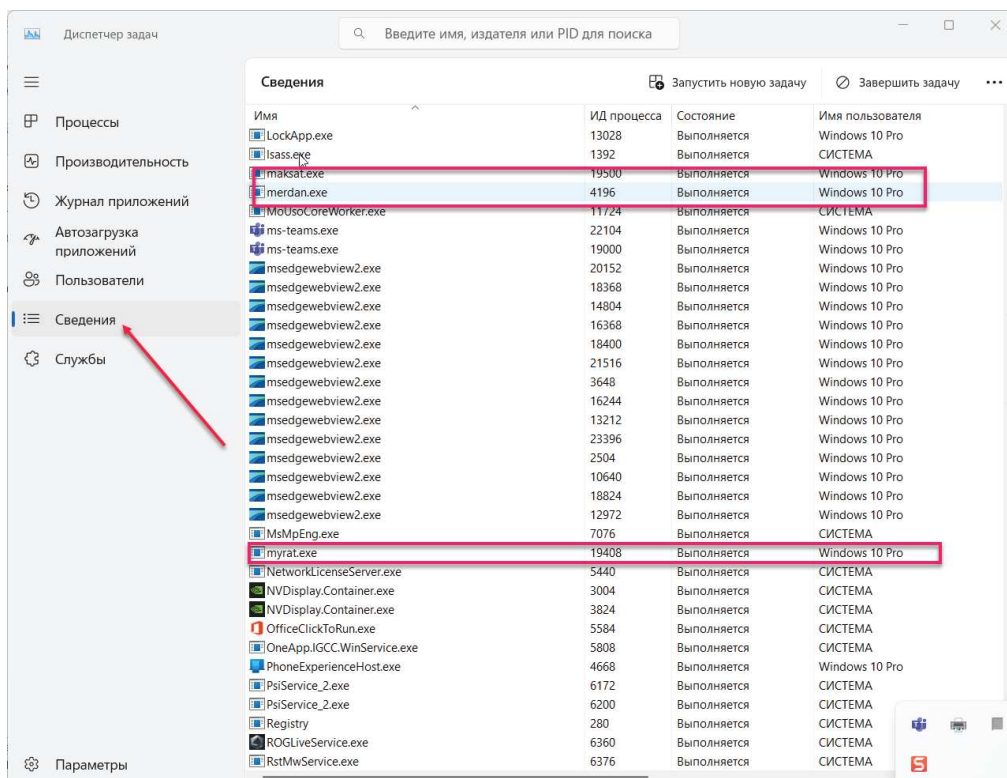 Диспетчер задач
Введите имя, издателя или PID для поиска
Сведения
Запустить новую задачу
Завершить задачу
Процессы
Производительность
Журнал приложений
Автозагрузка
приложений
Пользователи
Сведения
Службы
Параметры
Имя ИД процесса Состояние Имя пользователя
LockApp.exe 13028 Выполняется Windows 10 Pro
lsass.exe 1392 Выполняется СИСТЕМА
maksat.exe 19500 Выполняется Windows 10 Pro
merdan.exe 4196 Выполняется Windows 10 Pro
MoUsoCoreWorker.exe 11724 Выполняется СИСТЕМА
ms-teams.exe 22104 Выполняется Windows 10 Pro
ms-teams.exe 19000 Выполняется Windows 10 Pro
msedgewebview2.exe 20152 Выполняется Windows 10 Pro
msedgewebview2.exe 18368 Выполняется Windows 10 Pro
msedgewebview2.exe 14804 Выполняется Windows 10 Pro
msedgewebview2.exe 16368 Выполняется Windows 10 Pro
msedgewebview2.exe 18400 Выполняется Windows 10 Pro
msedgewebview2.exe 21516 Выполняется Windows 10 Pro
msedgewebview2.exe 3648 Выполняется Windows 10 Pro
msedgewebview2.exe 16244 Выполняется Windows 10 Pro
msedgewebview2.exe 13212 Выполняется Windows 10 Pro
msedgewebview2.exe 23396 Выполняется Windows 10 Pro
msedgewebview2.exe 2504 Выполняется Windows 10 Pro
msedgewebview2.exe 10640 Выполняется Windows 10 Pro
msedgewebview2.exe 18824 Выполняется Windows 10 Pro
msedgewebview2.exe 12972 Выполняется Windows 10 Pro
MsMpEng.exe 7076 Выполняется СИСТЕМА
myrat.exe 19408 Выполняется Windows 10 Pro
NetworkLicenseServer.exe 5440 Выполняется СИСТЕМА
NVDisplay.Container.exe 3004 Выполняется СИСТЕМА
NVDisplay.Container.exe 3824 Выполняется СИСТЕМА
OfficeClickToRun.exe 5584 Выполняется СИСТЕМА
OneApp.IGCC.WinService.exe 5808 Выполняется СИСТЕМА
PhoneExperienceHost.exe 4668 Выполняется Windows 10 Pro
PsiService_2.exe 6172 Выполняется СИСТЕМА
PsiService_2.exe 6200 Выполняется СИСТЕМА
Registry 280 Выполняется СИСТЕМА
ROGLiveService.exe 6360 Выполняется СИСТЕМА
RstMwService.exe 6376 Выполняется СИСТЕМА